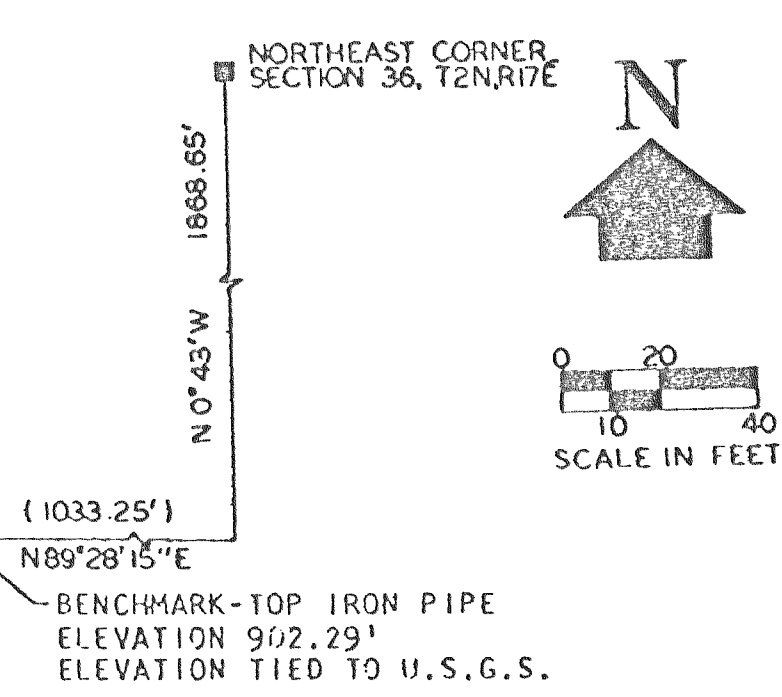 NORTHEAST CORNER
SECTION 36, T2N,R17E
N
1868.65'
N 0°43'W
0 20
10 40
SCALE IN FEET
(1033.25')
N89°28'15"E
BENCHMARK-TOP IRON PIPE
ELEVATION 902.29'
ELEVATION TIED TO U.S.G.S.